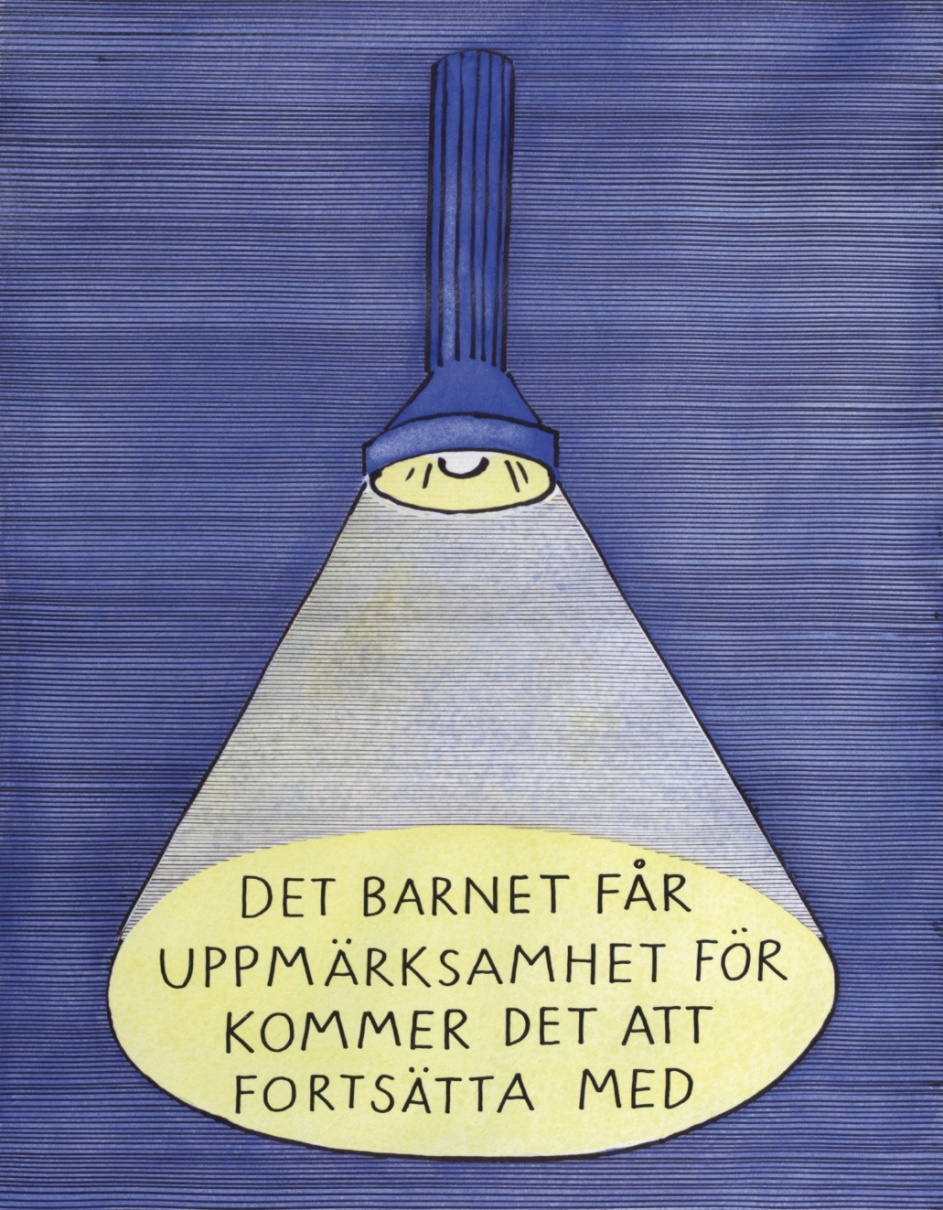 DET BARNET FÅR
UPPMÄRKSAMHET FÖR
KOMMER DET ATT
FORTSÄTTA MED